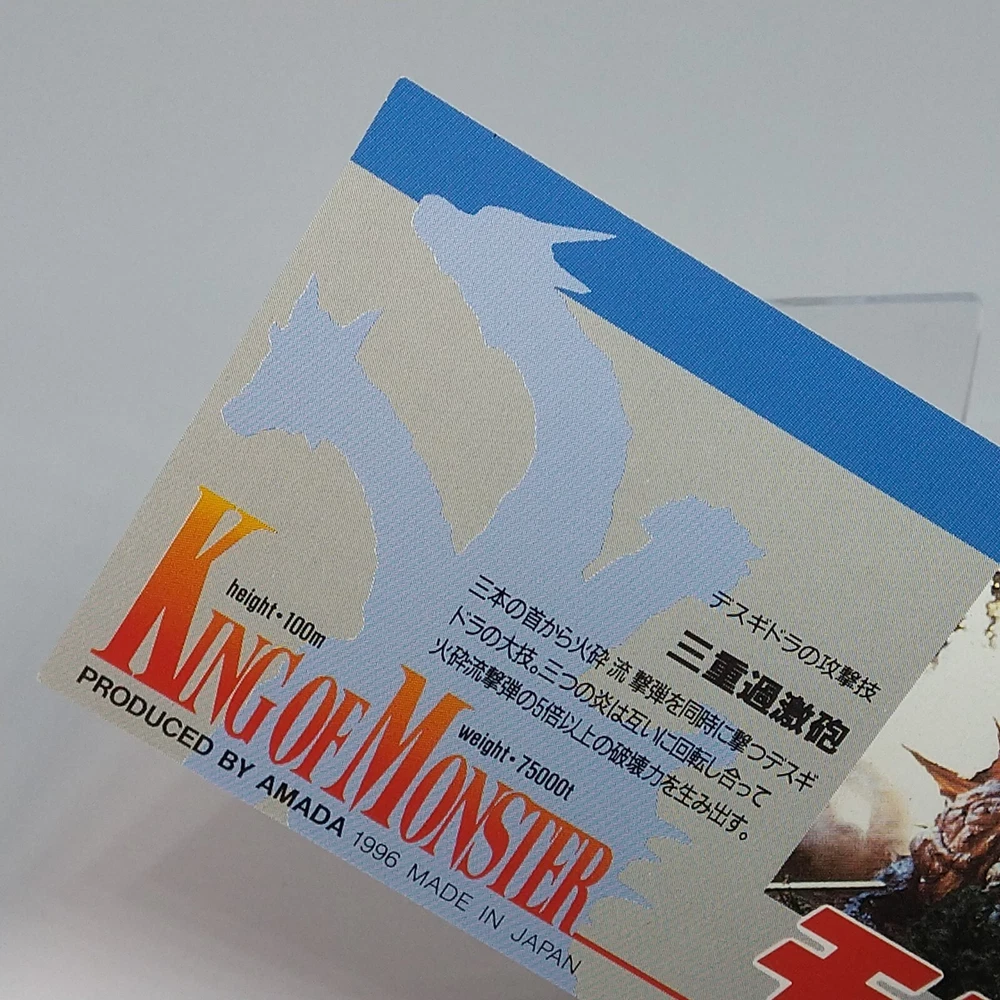 デスギドラの攻撃技
三重過激砲
三本の首から火砕 流 撃弾を同時に撃つデスギ
ドラの大技。三つの炎は互いに回転し合って
火砕流撃弾の5倍以上の破壊力を生み出す。
height・100m
weight・75000t
KING OF MONSTER
PRODUCED BY AMADA 1996 MADE IN JAPAN